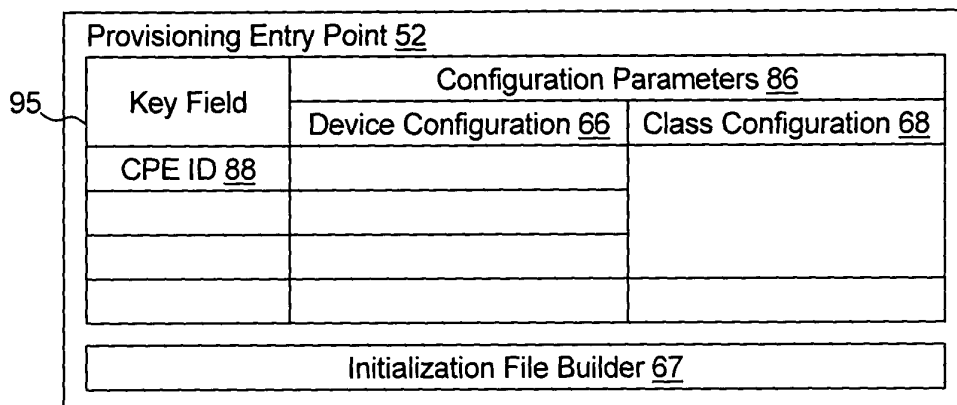 Provisioning Entry Point 52
95
Key Field
Configuration Parameters 86
Device Configuration 66
Class Configuration 68
CPE ID 88
Initialization File Builder 67